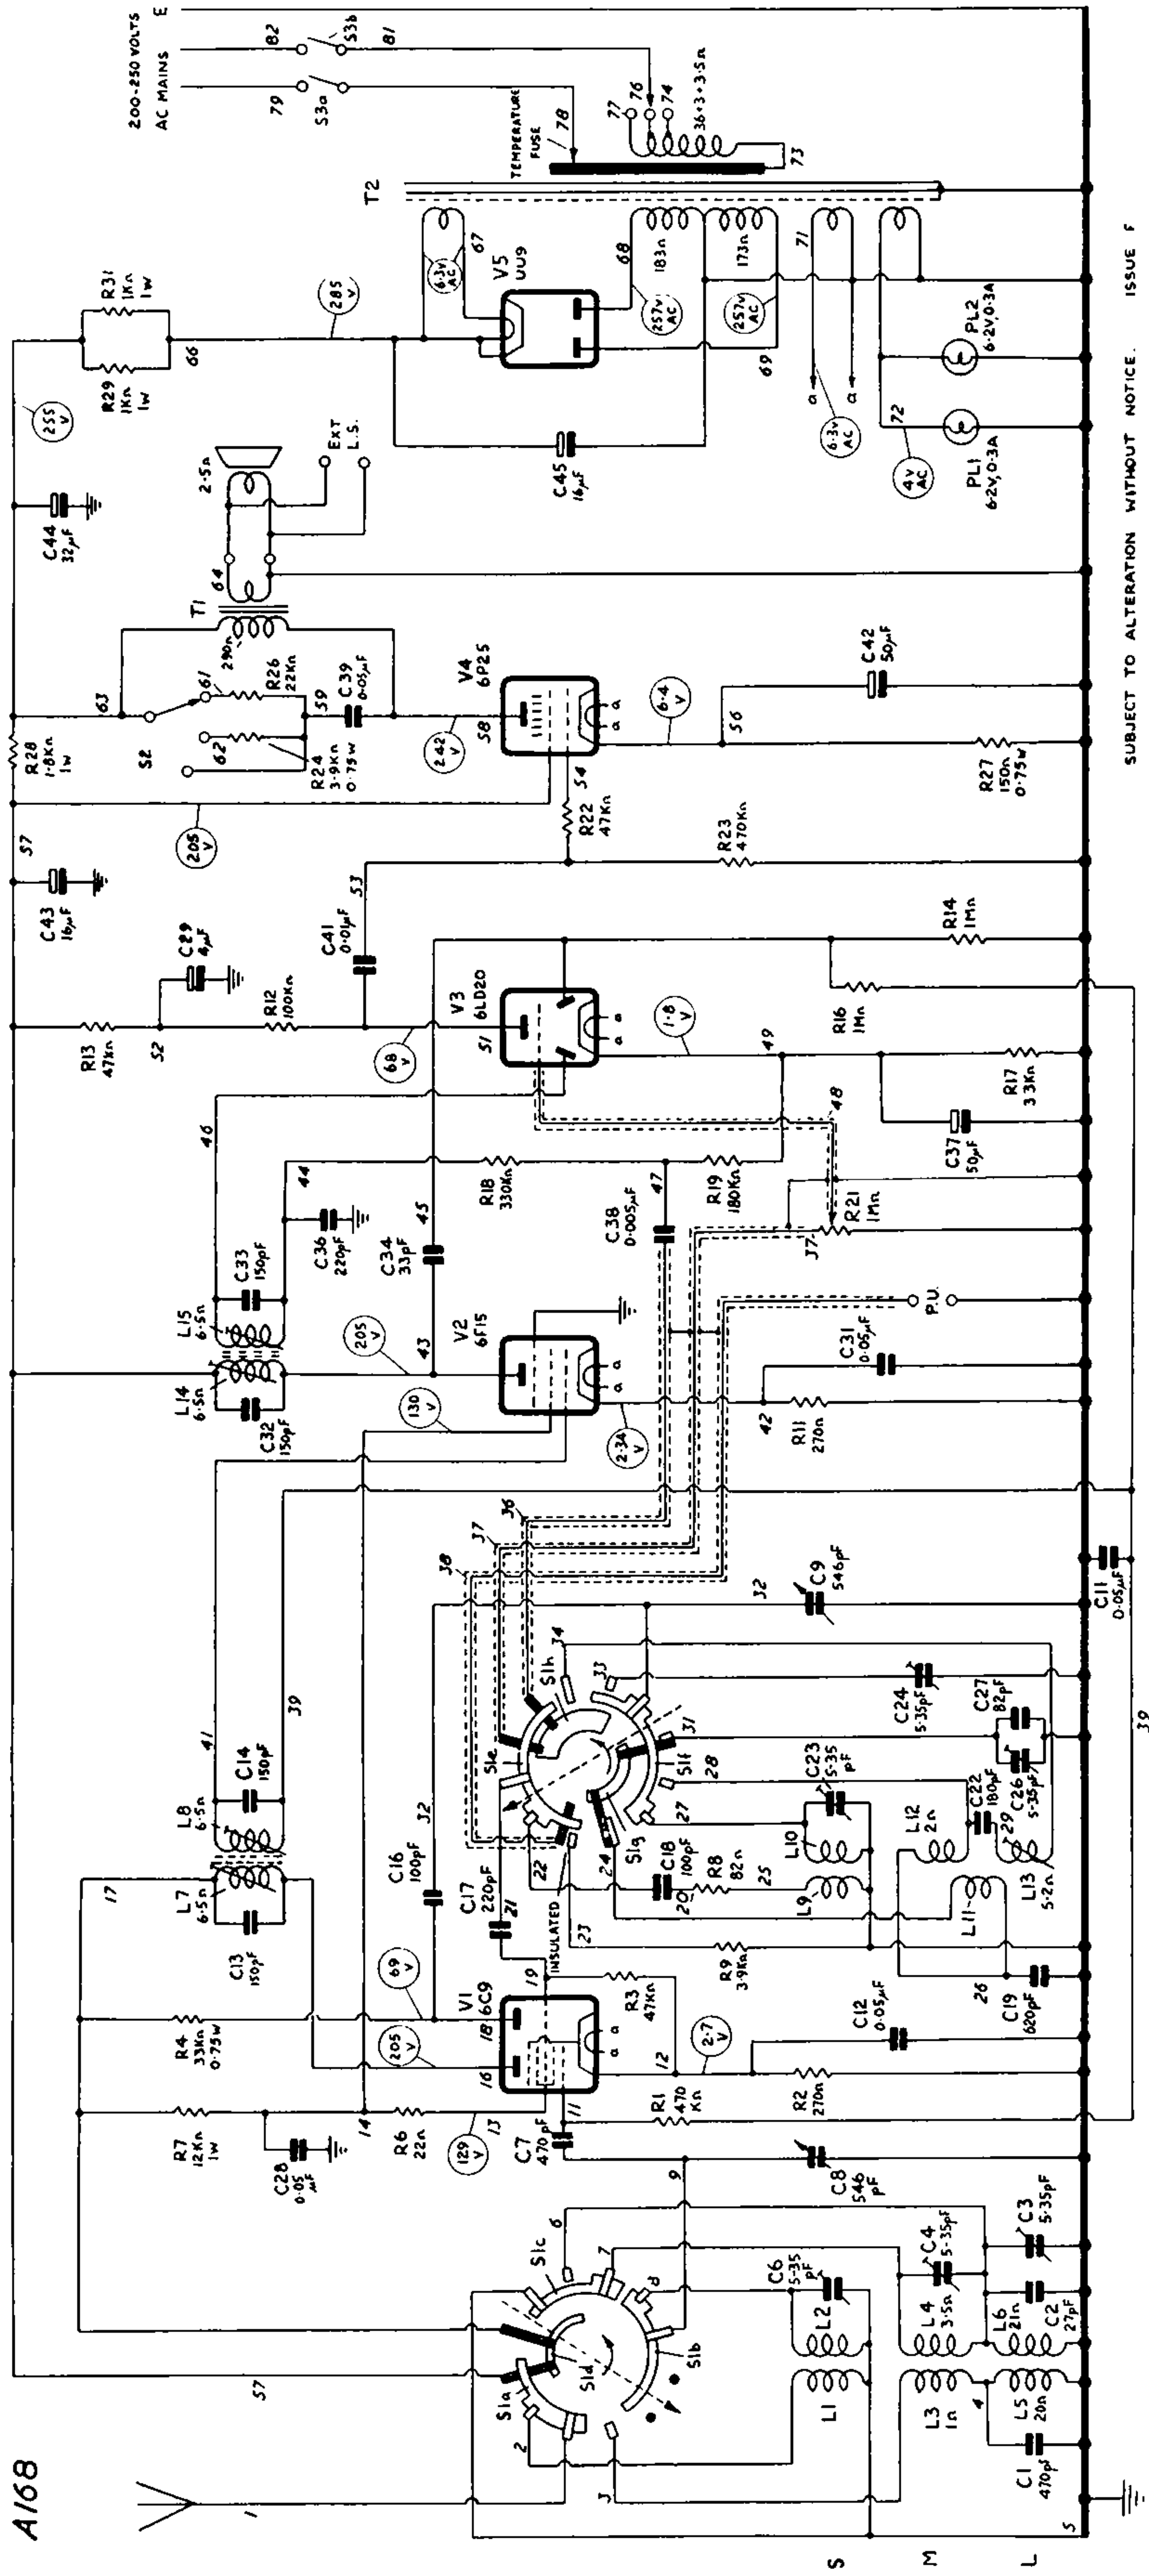 A168
1
57
2
3
4
5
6
7
8
9
S1a
S1b
S1c
S1d
S
M
L
L1
L2
C6
5-35
pF
L3
1Ω
L4
3·5Ω
C4
5-35pF
L5
20Ω
L6
21Ω
C1
470pF
C2
27pF
C3
5-35pF
C8
546
pF
C7
470pF
R7
12KΩ
1W
R4
33KΩ
0·75W
C28
0·05
μF
R6
22Ω
14
13
129
V
205
V
69
V
V1
6C9
16
18
11
12
19
R1
470
KΩ
R2
270Ω
2·7
V
R3
47KΩ
C12
0·05μF
17
L7
6·5Ω
L8
6·5Ω
C13
150pF
C14
150pF
41
39
C16
100pF
32
C17
220pF
21
INSULATED
22
23
24
R9
3·9KΩ
C18
100pF
20
R8
82Ω
25
L9
L10
C23
5-35
pF
26
C19
620pF
L11
L12
2Ω
C22
180pF
29
L13
5·2Ω
C26
5-35pF
C27
82pF
C24
5-35pF
S1e
S1f
S1g
S1h
27
28
31
33
34
36
37
38
32
C9
546pF
C11
0·05μF
39
L14
6·5Ω
L15
6·5Ω
C32
150pF
C33
150pF
130
V
205
V
43
V2
6F15
2·34
V
42
R11
270Ω
C31
0·05μF
P.U.
44
45
46
C36
220pF
C34
33pF
R18
330KΩ
C38
0·005μF
47
R19
180KΩ
37
R21
1MΩ
48
49
C37
50μF
R17
3·3KΩ
R13
47KΩ
52
C29
4μF
R12
100KΩ
68
V
V3
6LD20
51
1·8
V
R16
1MΩ
R14
1MΩ
C41
0·01μF
53
C43
16μF
57
R28
1·8KΩ
1W
205
V
R22
47KΩ
54
R23
470KΩ
S2
62
61
63
R24
3·9KΩ
0·75W
R26
22KΩ
59
C39
0·05μF
242
V
V4
6P25
58
6·4
V
56
R27
150Ω
0·75W
C42
50μF
290Ω
T1
64
2·5Ω
EXT
L.S.
C44
32μF
255
V
R29
1KΩ
1W
R31
1KΩ
1W
66
285
V
C45
16μF
V5
UU9
6·3V
AC
67
68
69
257V
AC
257V
AC
183Ω
173Ω
71
6·3V
AC
4V
AC
72
PL1
6·2V,0·3A
PL2
6·2V,0·3A
a
a
a
a
a
a
a
a
a
a
T2
TEMPERATURE
FUSE
78
73
77
76
74
36+3+3·5Ω
200-250 VOLTS
AC MAINS
E
79
82
S3a
S3b
81
SUBJECT TO ALTERATION WITHOUT NOTICE. ISSUE F